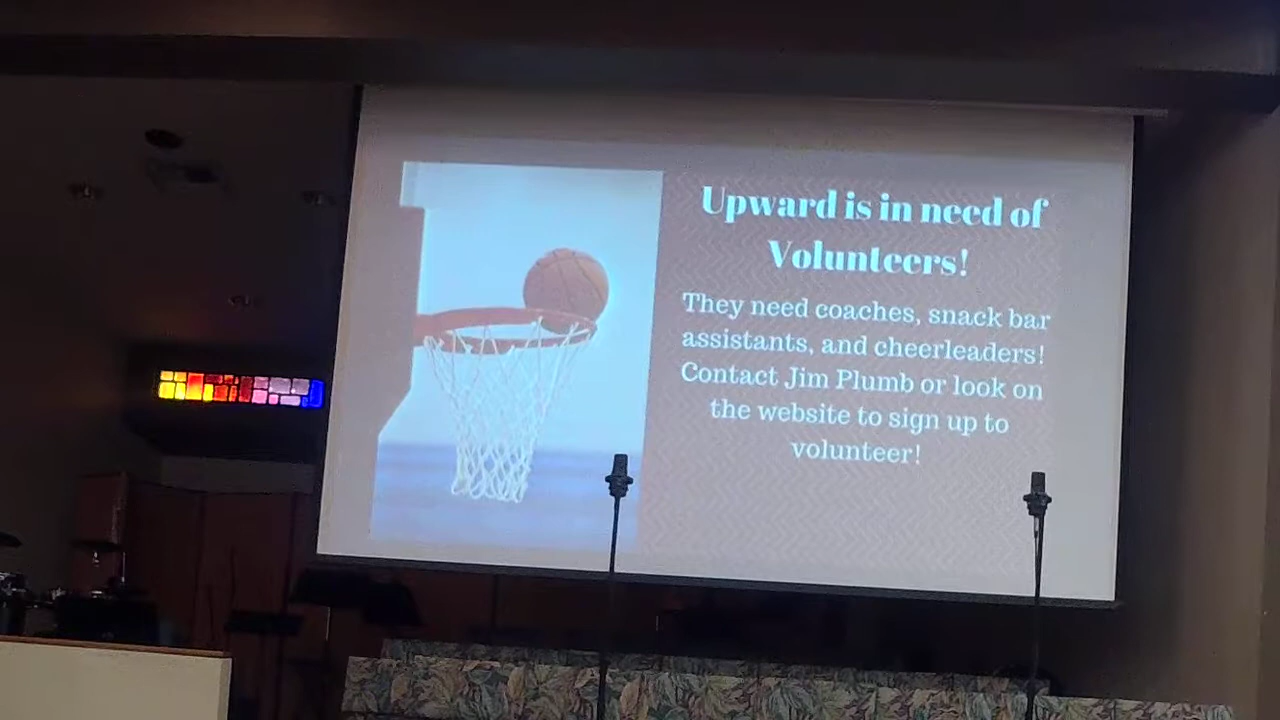 Upward is in need of
Volunteers!
They need coaches, snack bar
assistants, and cheerleaders!
Contact Jim Plumb or look on
the website to sign up to
volunteer!